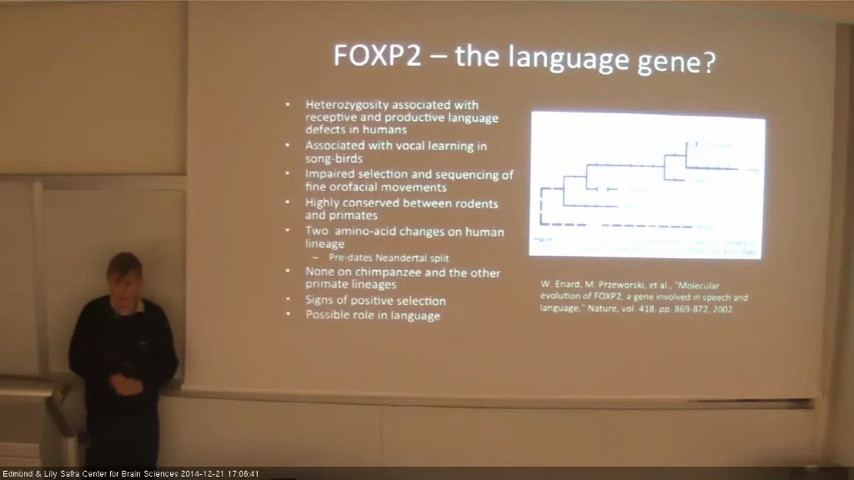 FOXP2 – the language gene?
• Heterozygosity associated with
receptive and productive language
defects in humans
• Associated with vocal learning in
song-birds
• Impaired selection and sequencing of
fine orofacial movements
• Highly conserved between rodents
and primates
• Two amino-acid changes on human
lineage
– Pre-dates Neandertal split
• None on chimpanzee and the other
primate lineages
• Signs of positive selection
• Possible role in language
W. Enard, M. Przeworski, et al., "Molecular
evolution of FOXP2, a gene involved in speech and
language," Nature, vol. 418, pp. 869-872, 2002.
Edmond & Lily Safra Center for Brain Sciences 2014-12-21 17:06:41